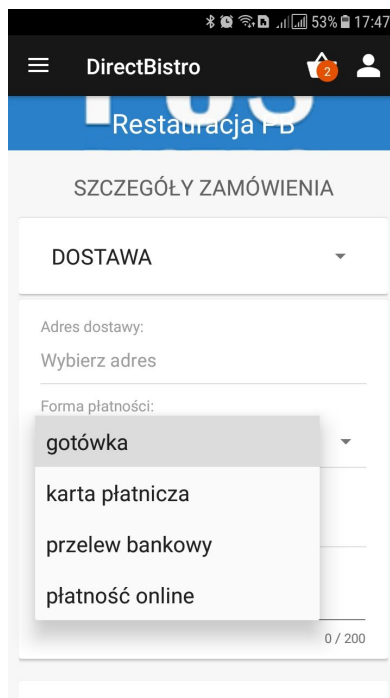 53% 17:47
DirectBistro
2
Restauracja PB
SZCZEGÓŁY ZAMÓWIENIA
DOSTAWA
Adres dostawy:
Wybierz adres
Forma płatności:
gotówka
karta płatnicza
przelew bankowy
płatność online
0 / 200